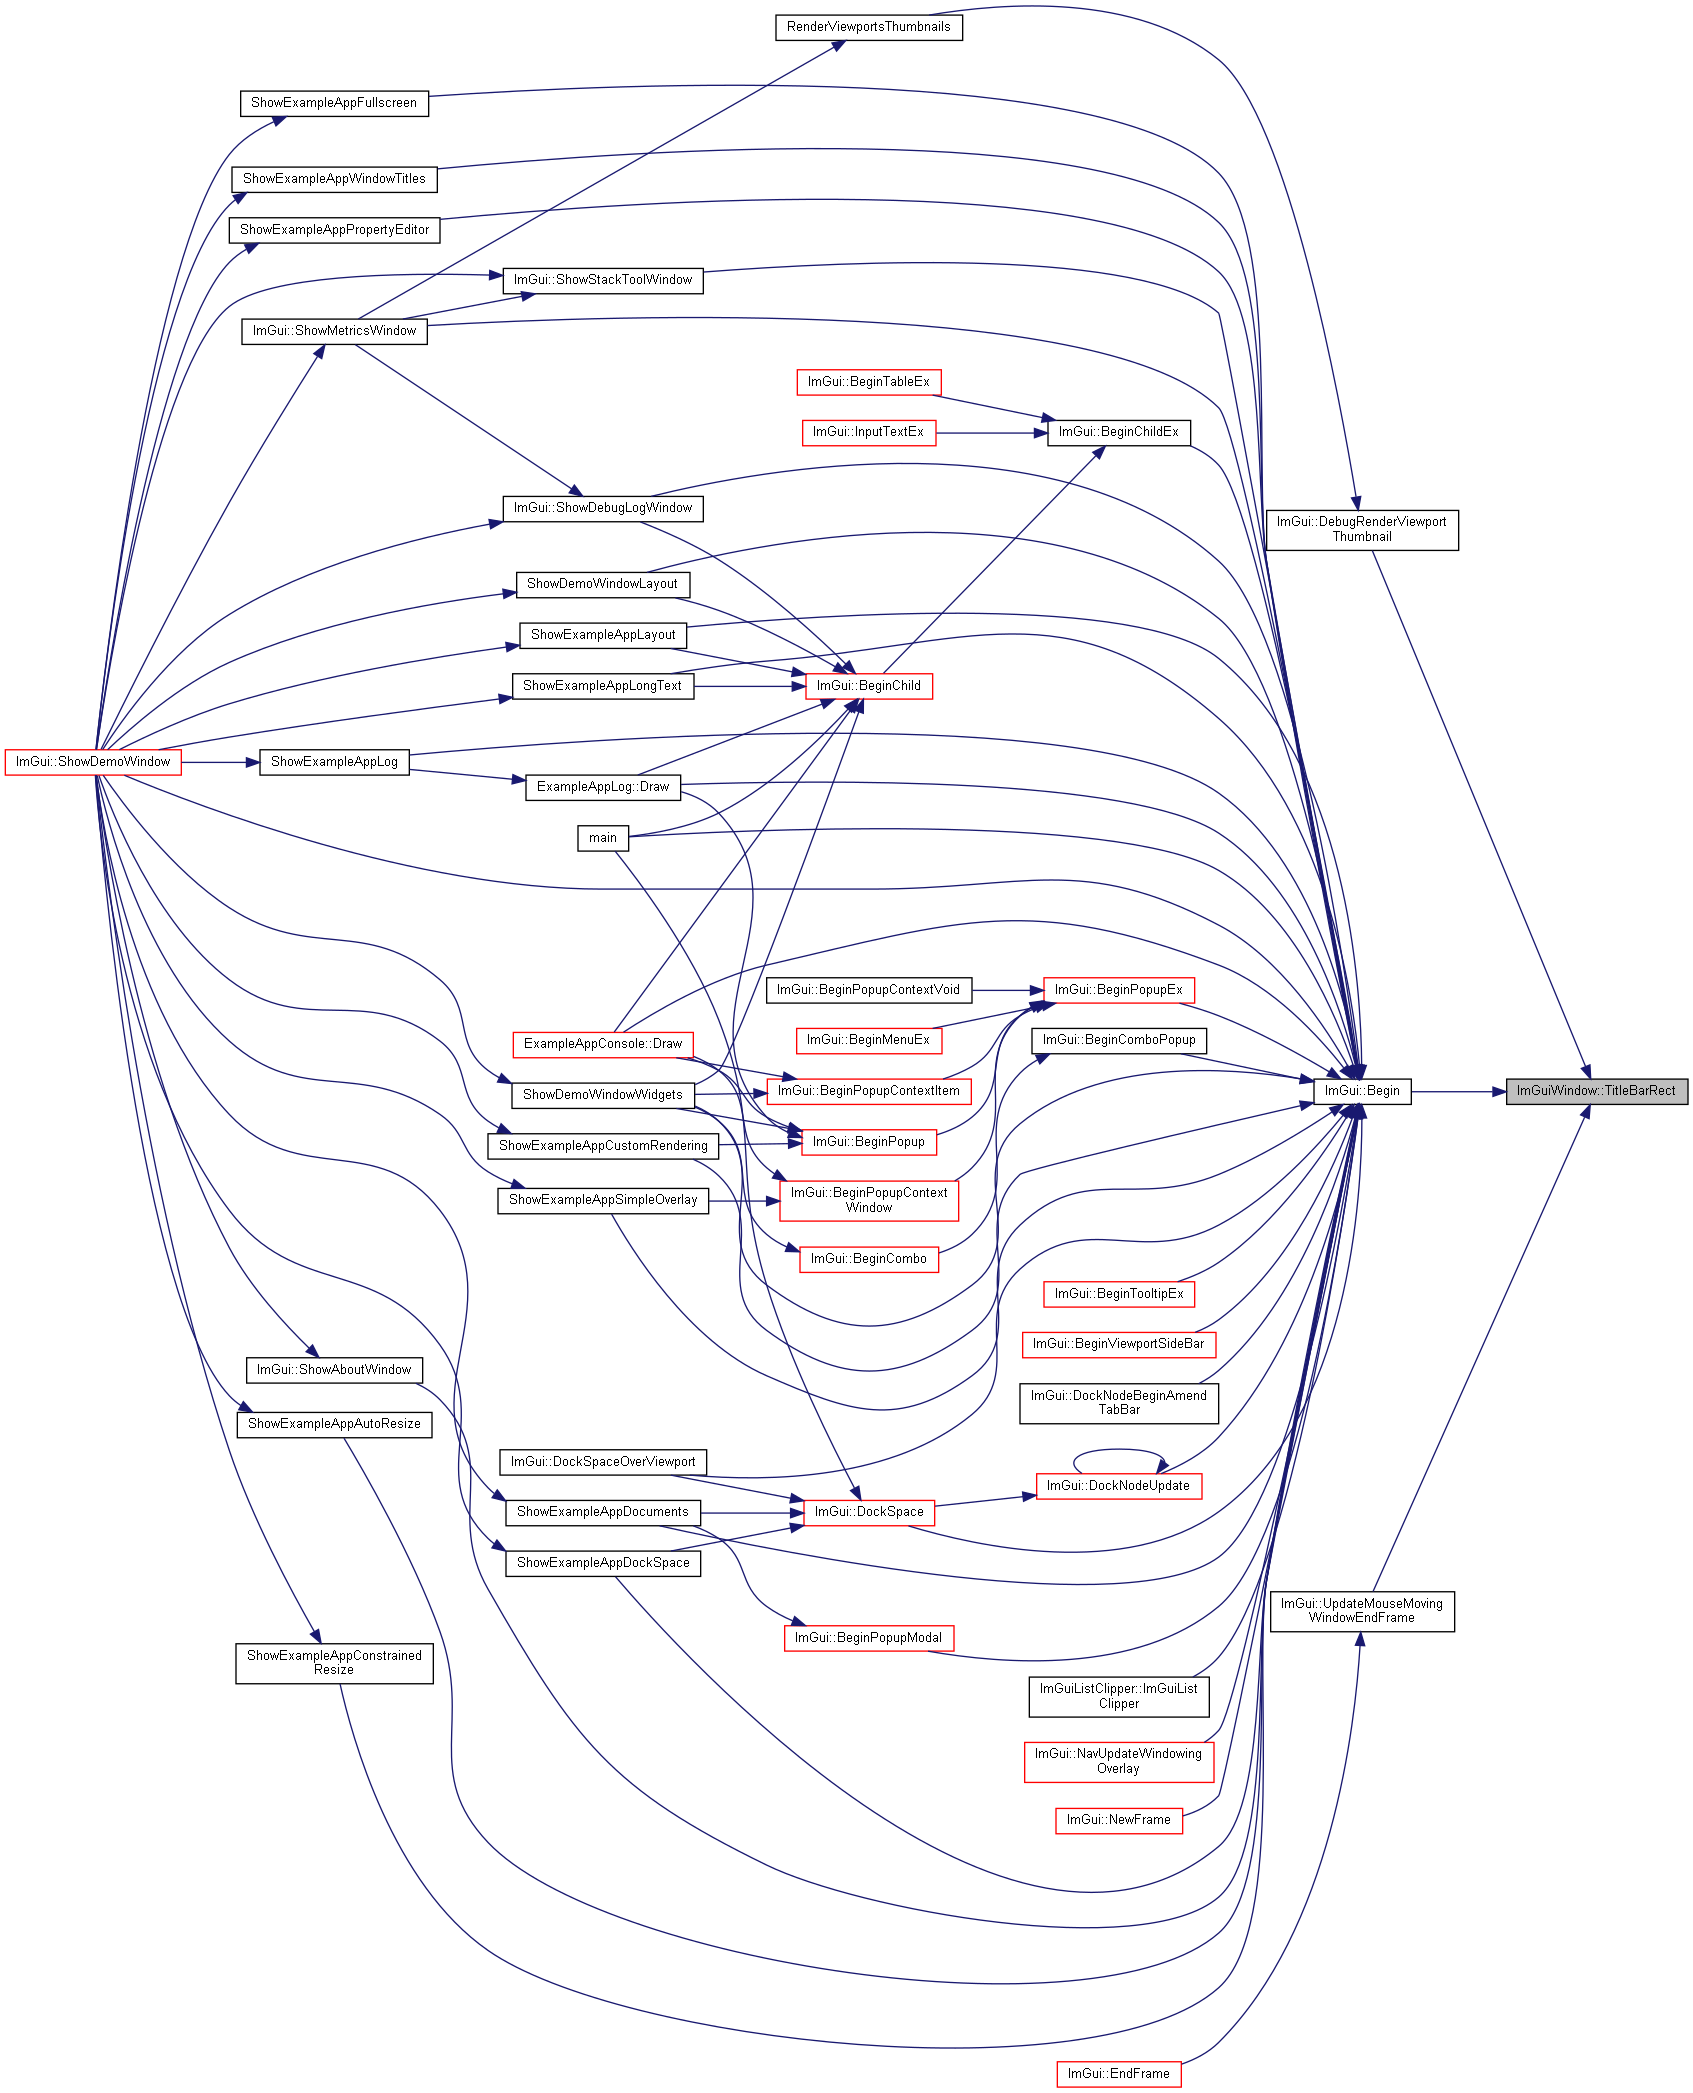 RenderViewportsThumbnails
ShowExampleAppFullscreen
ShowExampleAppWindowTitles
ShowExampleAppPropertyEditor
ImGui::ShowStackToolWindow
ImGui::ShowMetricsWindow
ImGui::BeginTableEx
ImGui::InputTextEx
ImGui::BeginChildEx
ImGui::ShowDebugLogWindow
ImGui::DebugRenderViewport
Thumbnail
ShowDemoWindowLayout
ShowExampleAppLayout
ShowExampleAppLongText
ImGui::BeginChild
ImGui::ShowDemoWindow
ShowExampleAppLog
ExampleAppLog::Draw
main
ImGui::BeginPopupContextVoid
ImGui::BeginPopupEx
ExampleAppConsole::Draw
ImGui::BeginMenuEx
ImGui::BeginComboPopup
ShowDemoWindowWidgets
ImGui::BeginPopupContextItem
ImGui::Begin
ImGuiWindow::TitleBarRect
ShowExampleAppCustomRendering
ImGui::BeginPopup
ShowExampleAppSimpleOverlay
ImGui::BeginPopupContext
Window
ImGui::BeginCombo
ImGui::BeginTooltipEx
ImGui::BeginViewportSideBar
ImGui::ShowAboutWindow
ImGui::DockNodeBeginAmend
TabBar
ShowExampleAppAutoResize
ImGui::DockSpaceOverViewport
ImGui::DockNodeUpdate
ShowExampleAppDocuments
ImGui::DockSpace
ShowExampleAppDockSpace
ImGui::UpdateMouseMoving
WindowEndFrame
ImGui::BeginPopupModal
ShowExampleAppConstrained
Resize
ImGuiListClipper::ImGuiList
Clipper
ImGui::NavUpdateWindowing
Overlay
ImGui::NewFrame
ImGui::EndFrame